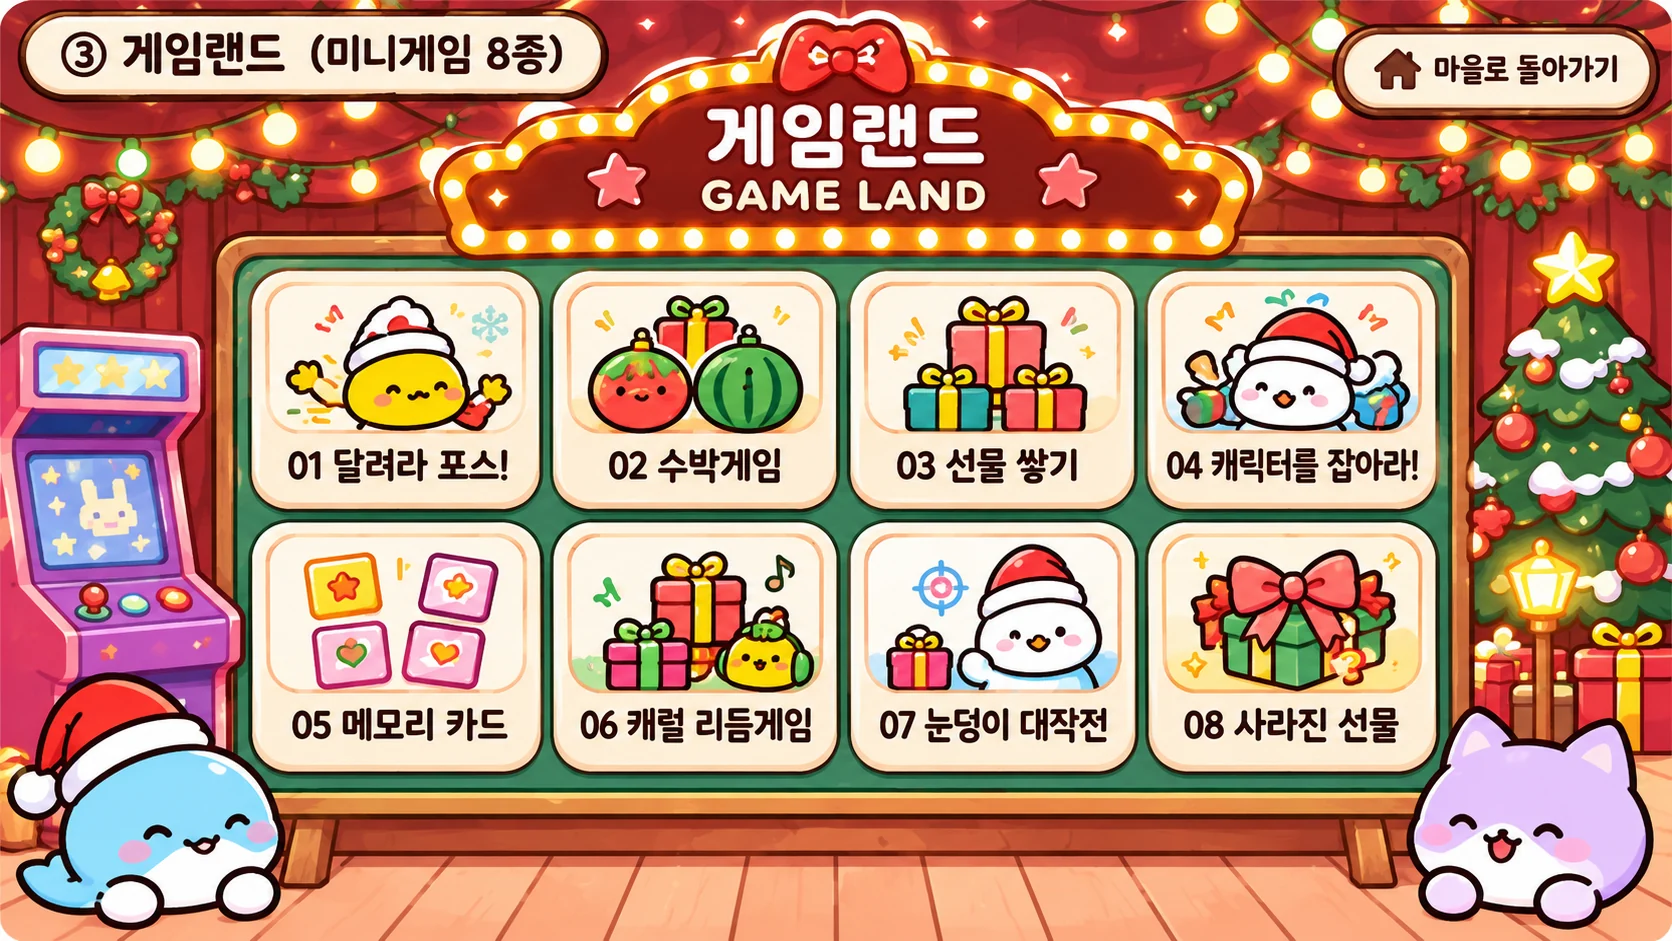 ③ 게임랜드 (미니게임 8종)
마을로 돌아가기
게임랜드
GAME LAND
01 달려라 포스!
02 수박게임
03 선물 쌓기
04 캐릭터를 잡아라!
05 메모리 카드
06 캐럴 리듬게임
07 눈덩이 대작전
08 사라진 선물
?